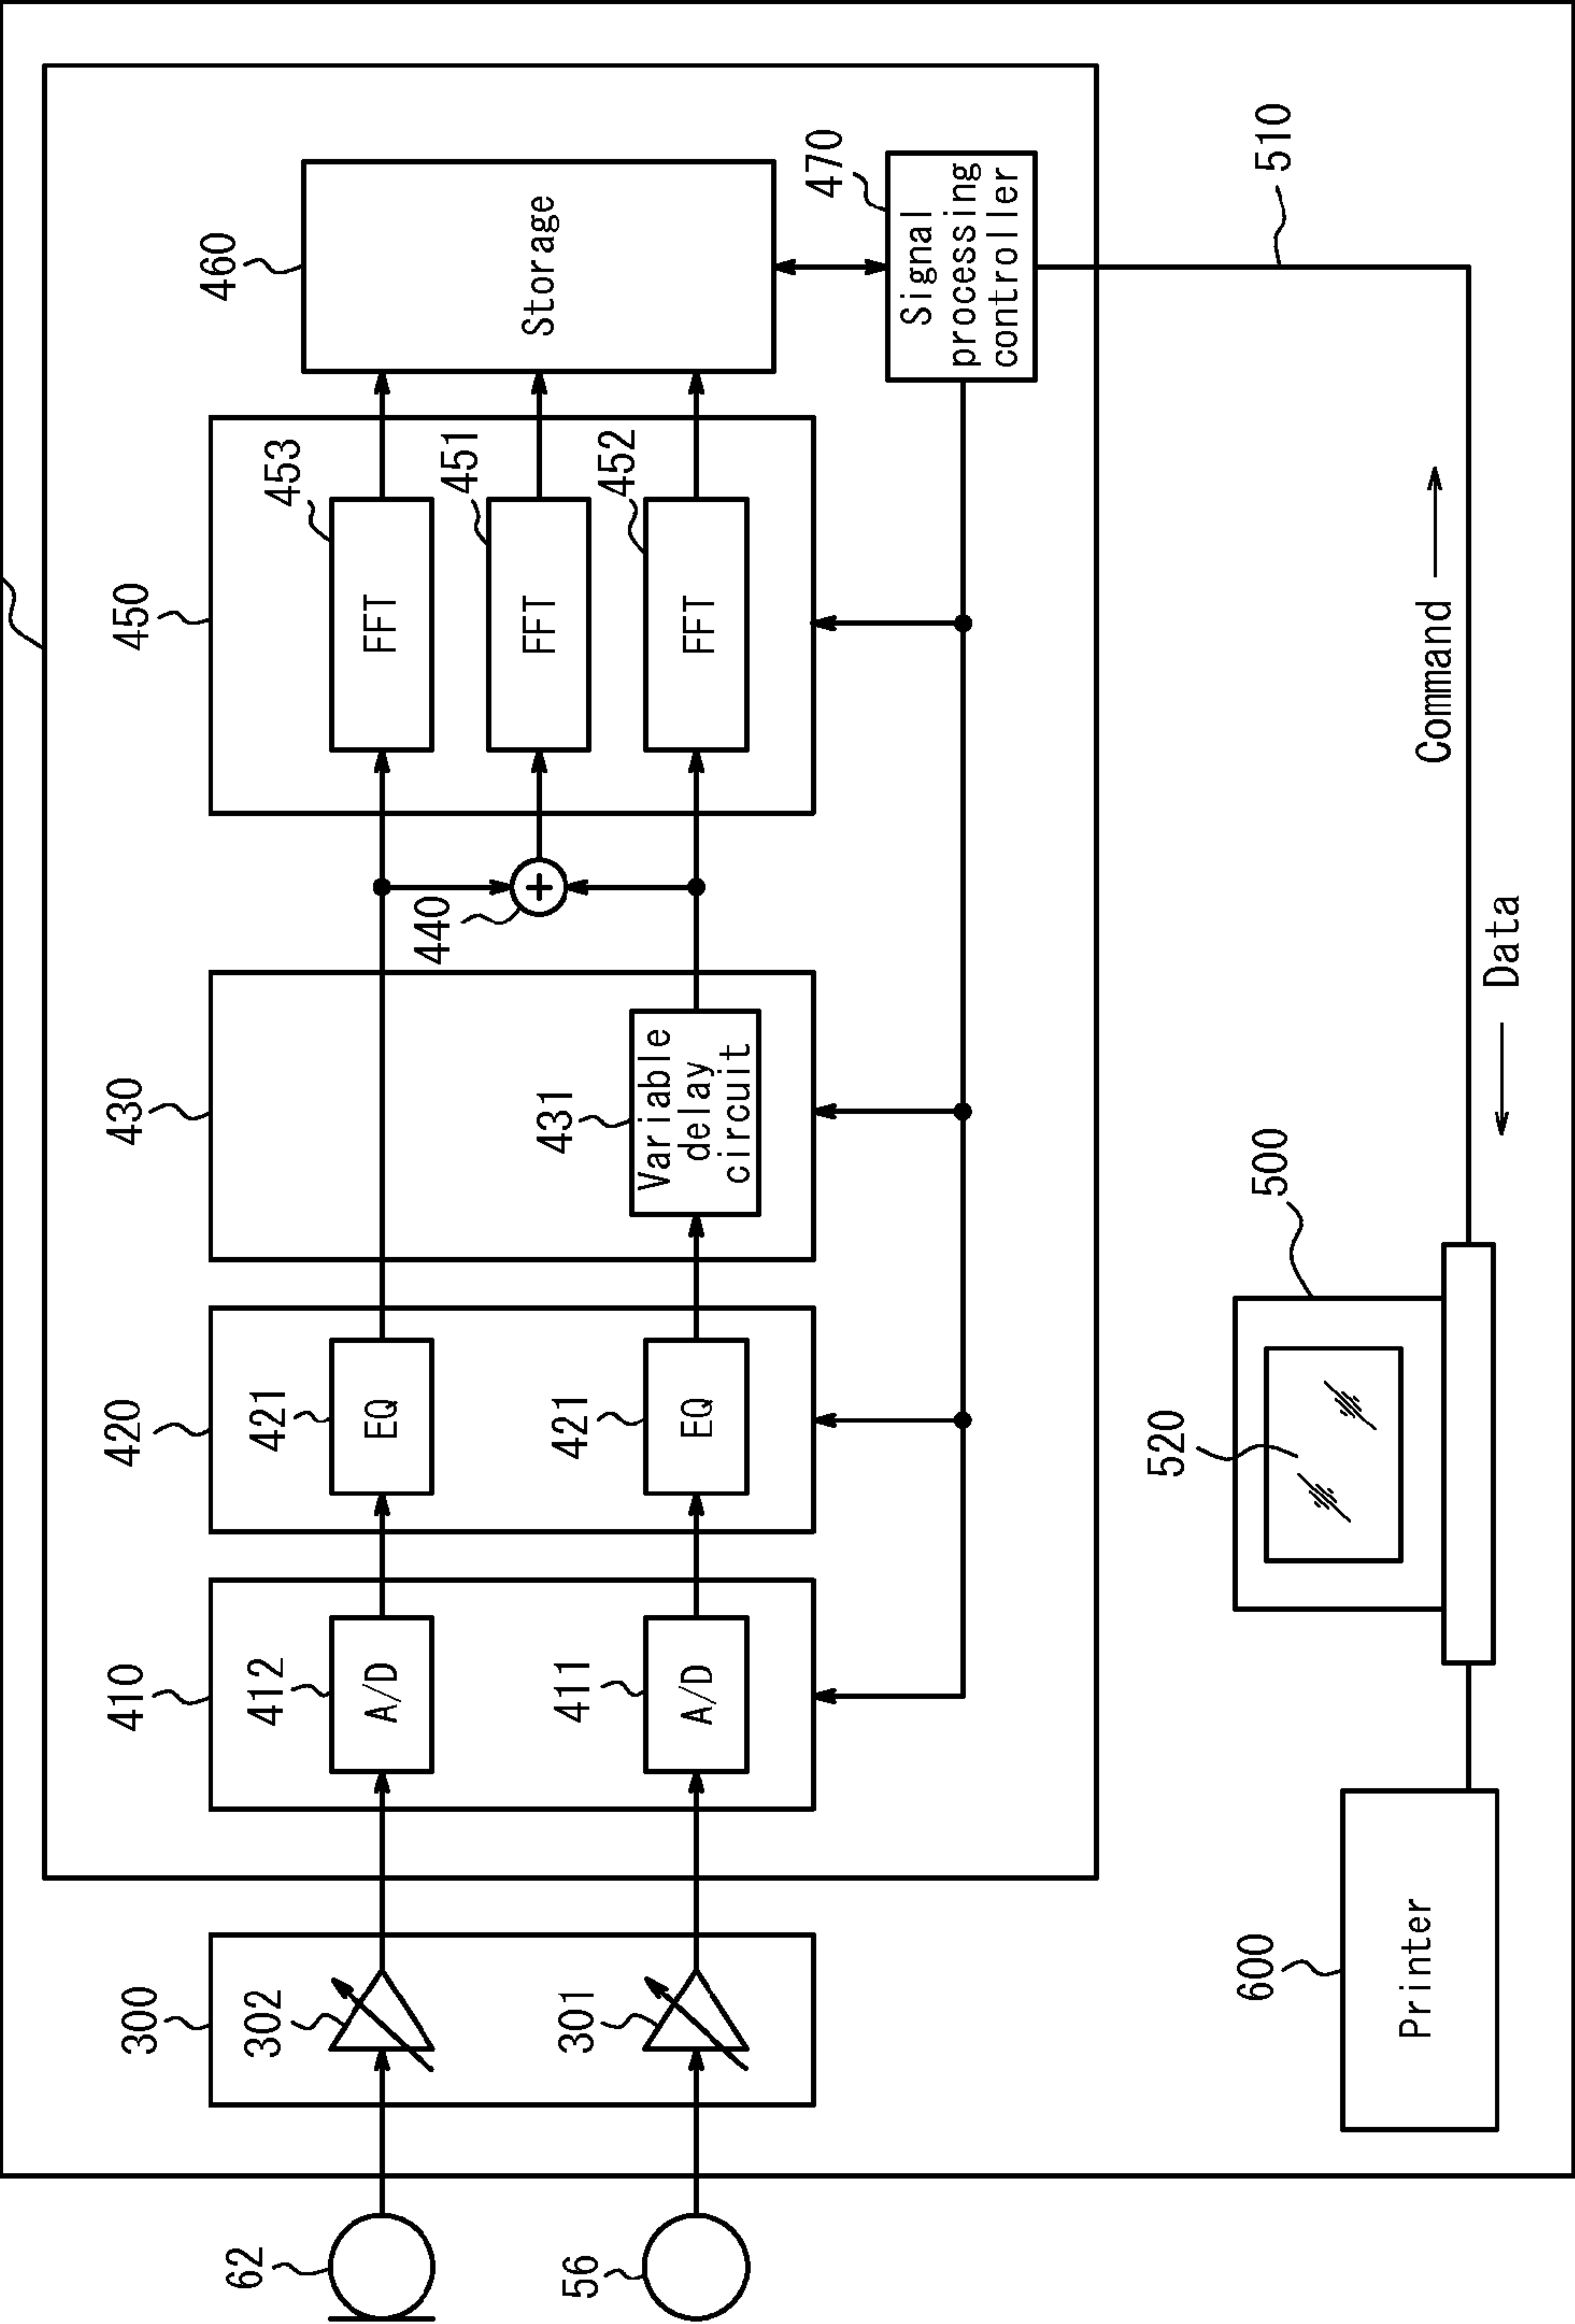 450
460
410
420
430
453
300
412
421
FFT
302
A/D
EQ
451
62
440
FFT
Storage
452
411
421
431
301
A/D
EQ
Variable
delay
circuit
FFT
470
56
Signal
processing
controller
520
500
510
600
Printer
Command
Data